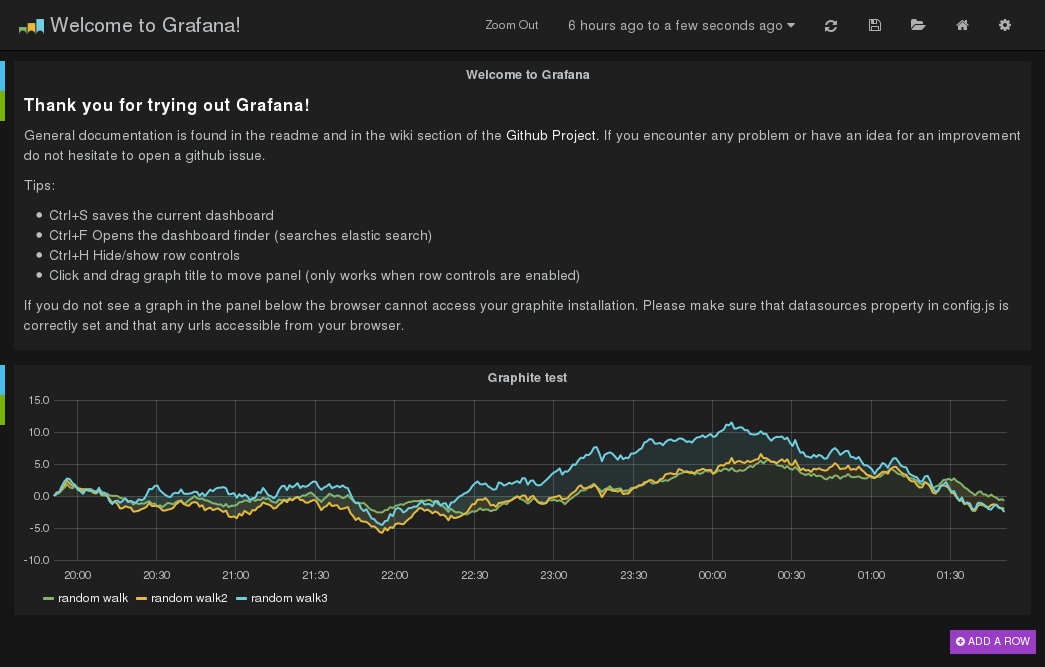 Welcome to Grafana!
Zoom Out
6 hours ago to a few seconds ago
Welcome to Grafana
Thank you for trying out Grafana!
General documentation is found in the readme and in the wiki section of the Github Project. If you encounter any problem or have an idea for an improvement
do not hesitate to open a github issue.
Tips:
Ctrl+S saves the current dashboard
Ctrl+F Opens the dashboard finder (searches elastic search)
Ctrl+H Hide/show row controls
Click and drag graph title to move panel (only works when row controls are enabled)
If you do not see a graph in the panel below the browser cannot access your graphite installation. Please make sure that datasources property in config.js is
correctly set and that any urls accessible from your browser.
Graphite test
15.0
10.0
5.0
0.0
-5.0
-10.0
20:00 20:30 21:00 21:30 22:00 22:30 23:00 23:30 00:00 00:30 01:00 01:30
random walk random walk2 random walk3
ADD A ROW